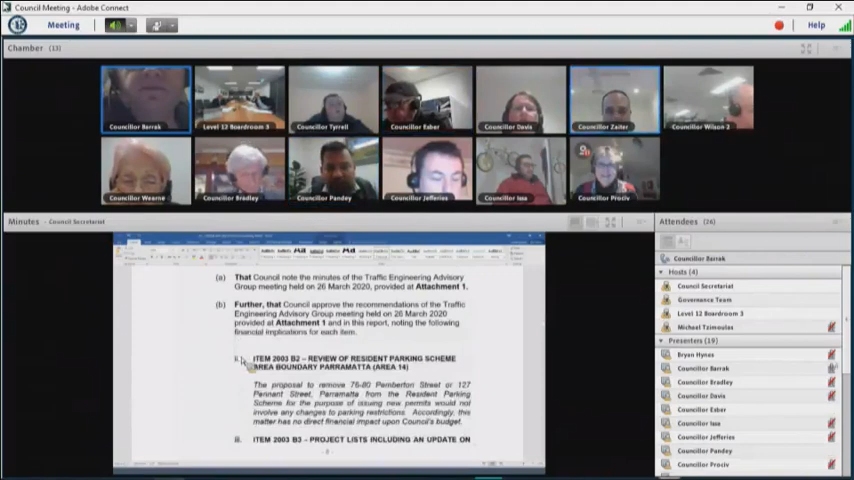 Council Meeting - Adobe Connect
Meeting
Help
Chamber (13)
Councillor Barrak
Level 12 Boardroom 3
Councillor Tyrrell
Councillor Esber
Councillor Davis
Councillor Zaiter
Councillor Wilson 2
Councillor Wearne
Councillor Bradley
Councillor Pandey
Councillor Jefferies
Councillor Issa
Councillor Prociv
Minutes - Council Secretariat
(a) That Council note the minutes of the Traffic Engineering Advisory
Group meeting held on 26 March 2020, provided at Attachment 1.
(b) Further, that Council approve the recommendations of the Traffic
Engineering Advisory Group meeting held on 26 March 2020
provided at Attachment 1 and in this report, noting the following
financial implications for each item.
ii. ITEM 2003 B2 – REVIEW OF RESIDENT PARKING SCHEME
AREA BOUNDARY PARRAMATTA (AREA 14)
The proposal to remove 76-80 Pemberton Street or 127
Pennant Street, Parramatta from the Resident Parking
Scheme for the purpose of issuing new permits would not
involve any changes to parking restrictions. Accordingly, this
matter has no direct financial impact upon Council's budget.
iii. ITEM 2003 B3 – PROJECT LISTS INCLUDING AN UPDATE ON
- 8 -
Attendees (26)
Councillor Barrak
Hosts (4)
Council Secretariat
Governance Team
Level 12 Boardroom 3
Michael Tzimoulas
Presenters (19)
Bryan Hynes
Councillor Barrak
Councillor Bradley
Councillor Davis
Councillor Esber
Councillor Issa
Councillor Jefferies
Councillor Pandey
Councillor Prociv